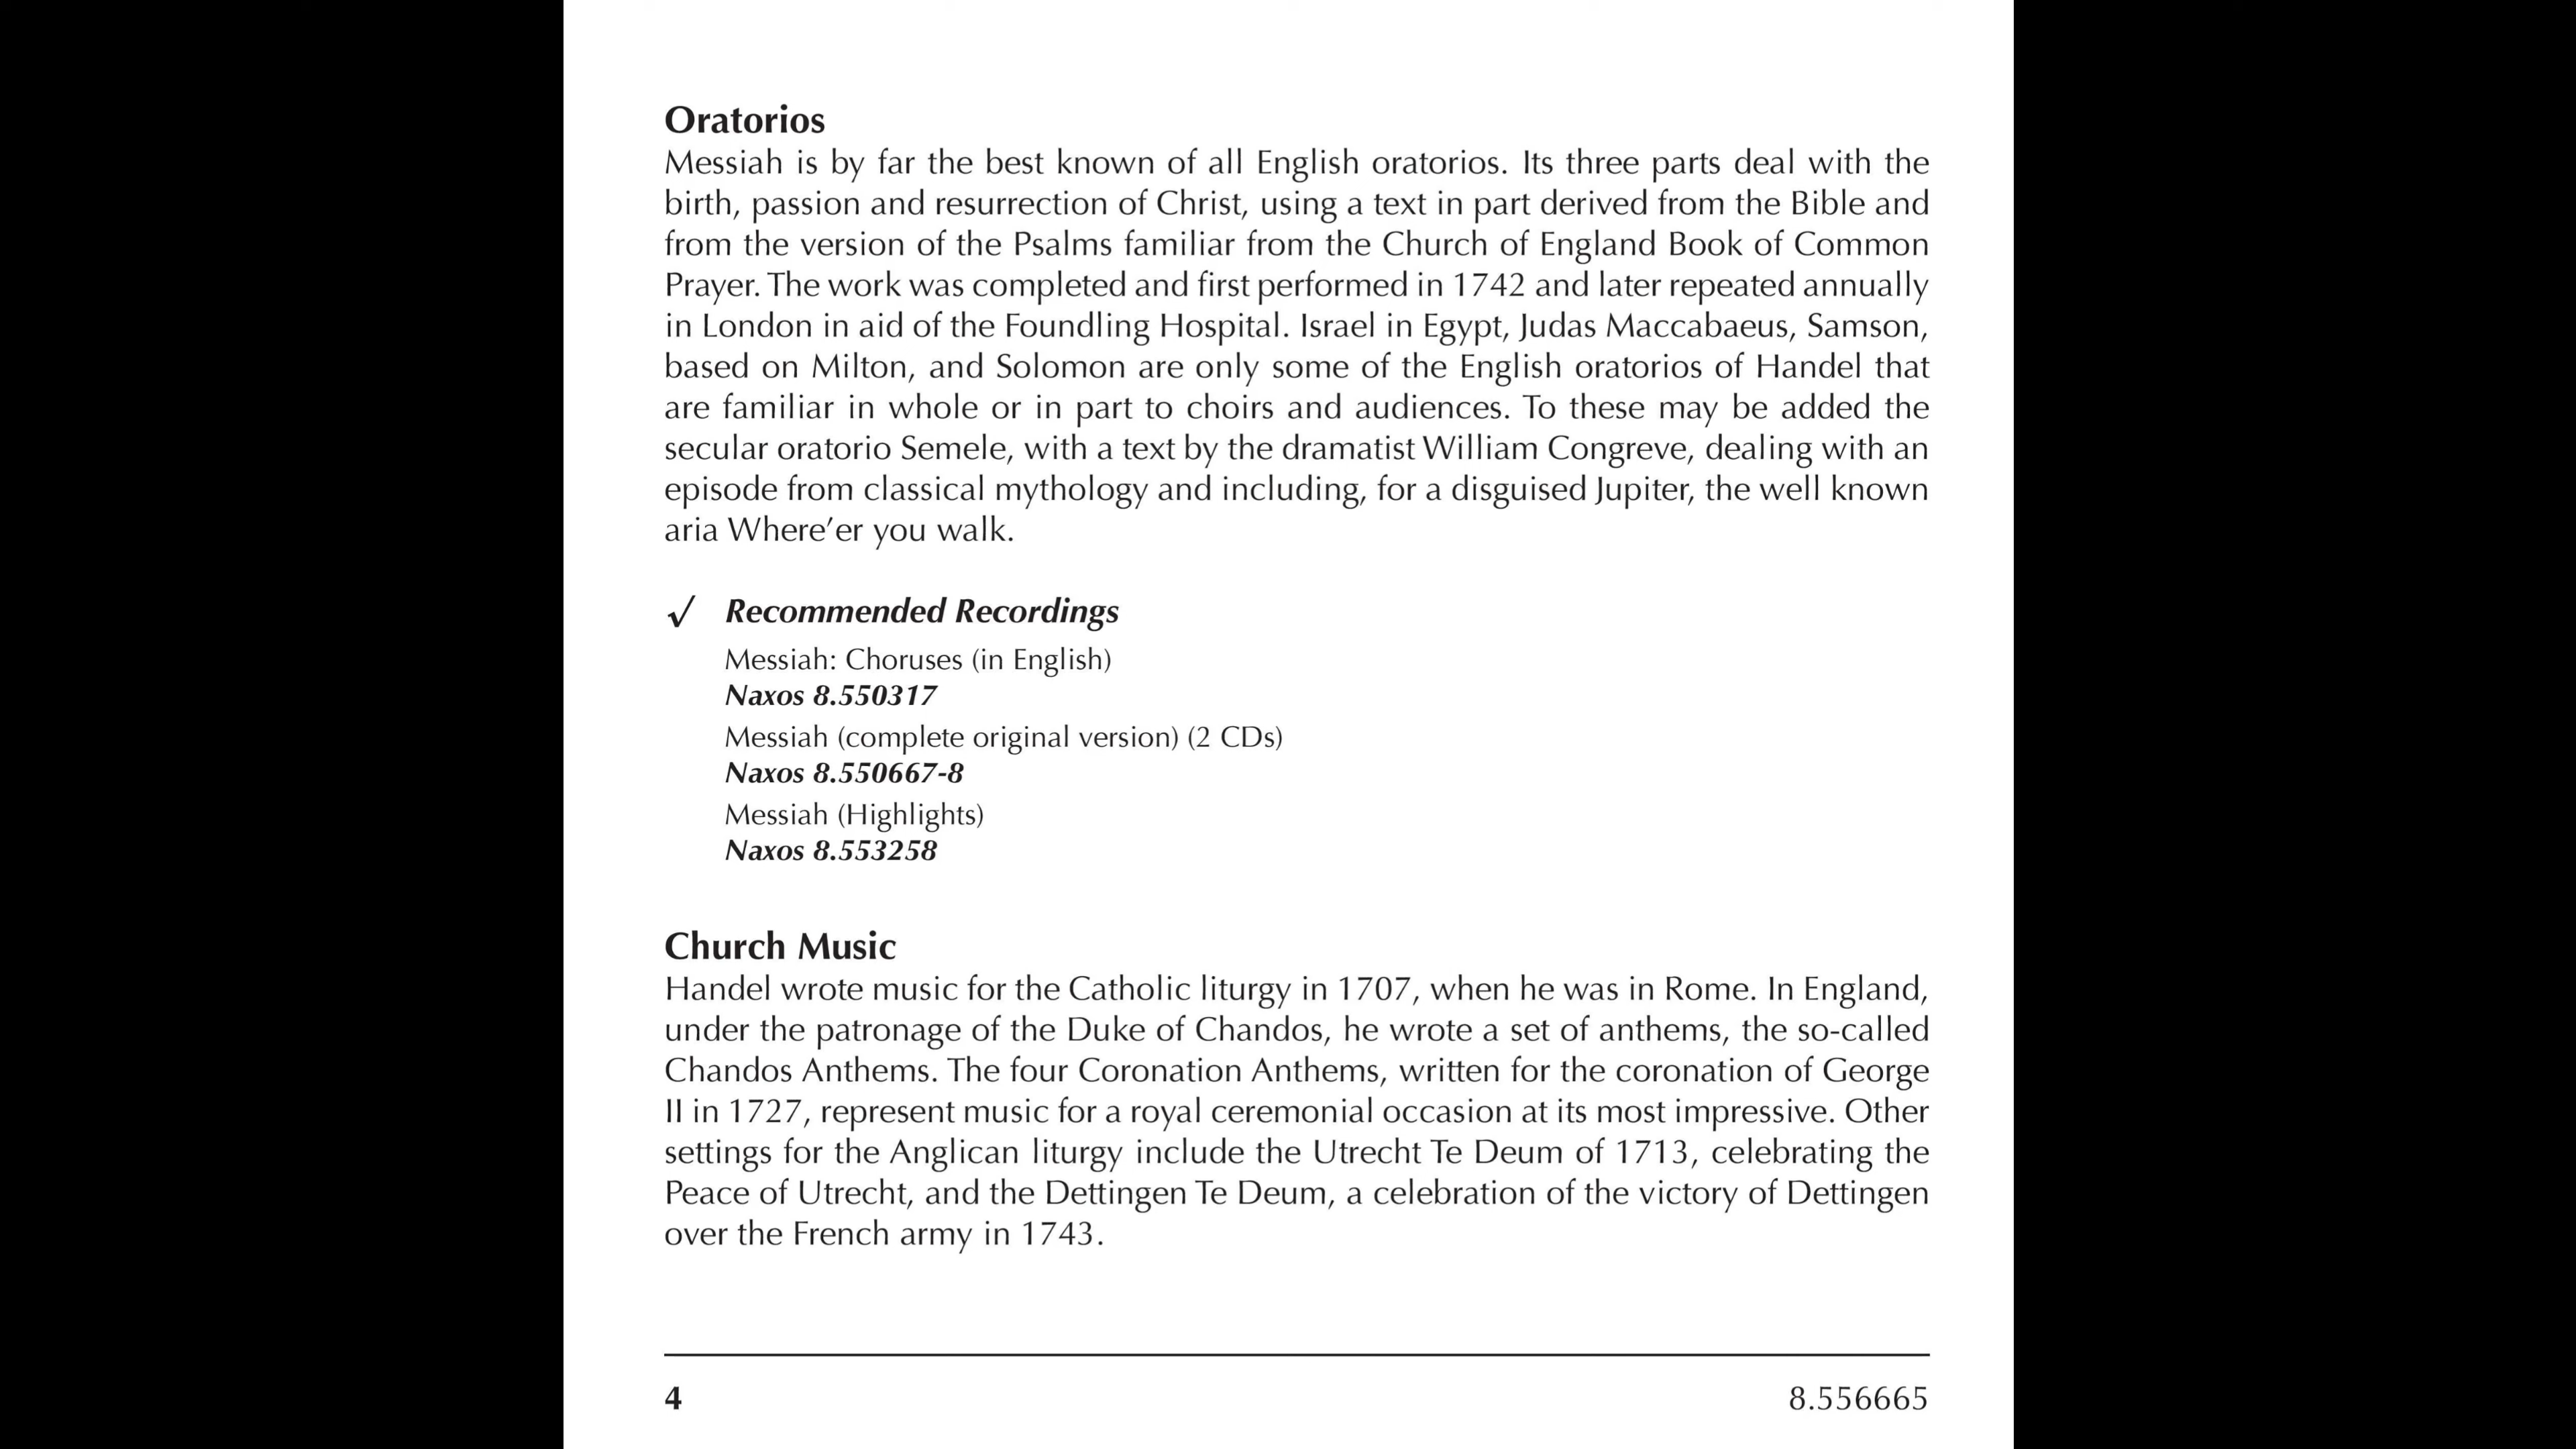 Oratorios
Messiah is by far the best known of all English oratorios. Its three parts deal with the
birth, passion and resurrection of Christ, using a text in part derived from the Bible and
from the version of the Psalms familiar from the Church of England Book of Common
Prayer. The work was completed and first performed in 1742 and later repeated annually
in London in aid of the Foundling Hospital. Israel in Egypt, Judas Maccabaeus, Samson,
based on Milton, and Solomon are only some of the English oratorios of Handel that
are familiar in whole or in part to choirs and audiences. To these may be added the
secular oratorio Semele, with a text by the dramatist William Congreve, dealing with an
episode from classical mythology and including, for a disguised Jupiter, the well known
aria Where’er you walk.
√ Recommended Recordings
Messiah: Choruses (in English)
Naxos 8.550317
Messiah (complete original version) (2 CDs)
Naxos 8.550667-8
Messiah (Highlights)
Naxos 8.553258
Church Music
Handel wrote music for the Catholic liturgy in 1707, when he was in Rome. In England,
under the patronage of the Duke of Chandos, he wrote a set of anthems, the so-called
Chandos Anthems. The four Coronation Anthems, written for the coronation of George
II in 1727, represent music for a royal ceremonial occasion at its most impressive. Other
settings for the Anglican liturgy include the Utrecht Te Deum of 1713, celebrating the
Peace of Utrecht, and the Dettingen Te Deum, a celebration of the victory of Dettingen
over the French army in 1743.
4 8.556665